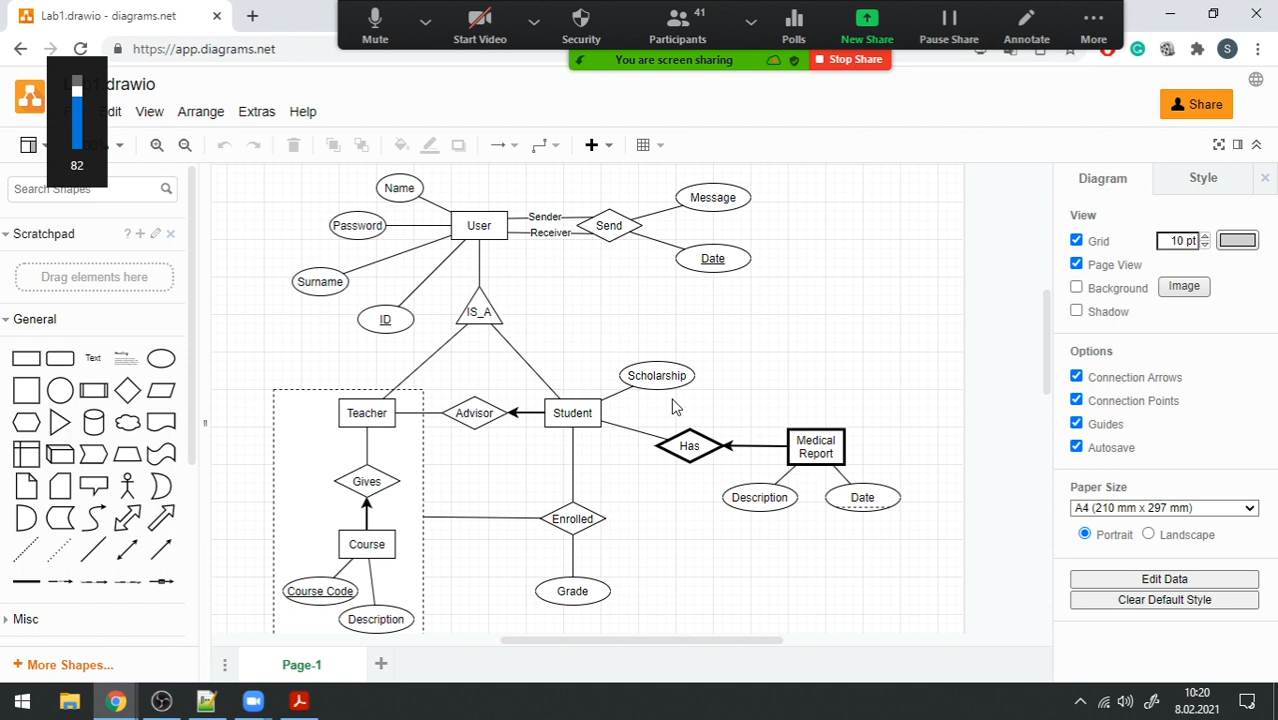 Lab1.drawio - diagrams.net
41
Mute
Start Video
Security
Participants
Polls
New Share
Pause Share
Annotate
More
https://app.diagrams.net
You are screen sharing
Stop Share
S
.drawio
Edit
View
Arrange
Extras
Help
Share
82
Search Shapes
Scratchpad
?
Drag elements here
General
Text
Misc
More Shapes...
Name
Password
Surname
ID
User
Sender
Receiver
Send
Message
Date
IS_A
Teacher
Advisor
Student
Scholarship
Has
Medical
Report
Description
Date
Gives
Course
Course Code
Description
Enrolled
Grade
Page-1
Diagram
Style
View
Grid
10 pt
Page View
Background
Image
Shadow
Options
Connection Arrows
Connection Points
Guides
Autosave
Paper Size
A4 (210 mm x 297 mm)
Portrait
Landscape
Edit Data
Clear Default Style
10:20
8.02.2021